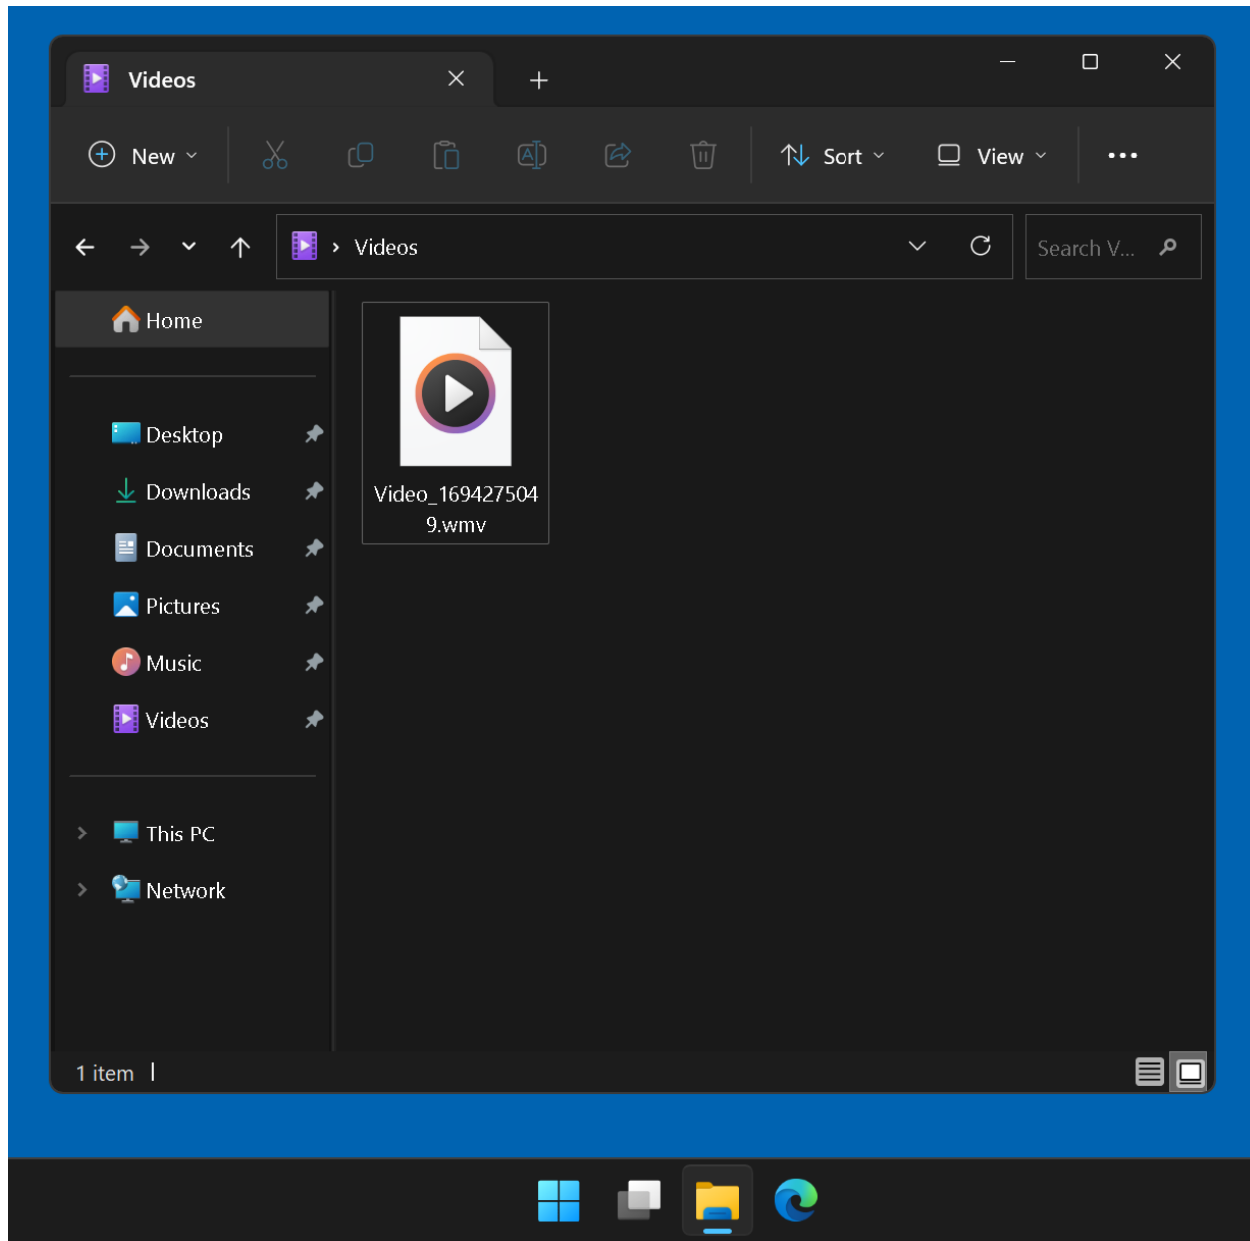 Videos
New
Sort
View
Videos
Search V...
Home
Desktop
Downloads
Documents
Pictures
Music
Videos
This PC
Network
Video_169427504
9.wmv
1 item